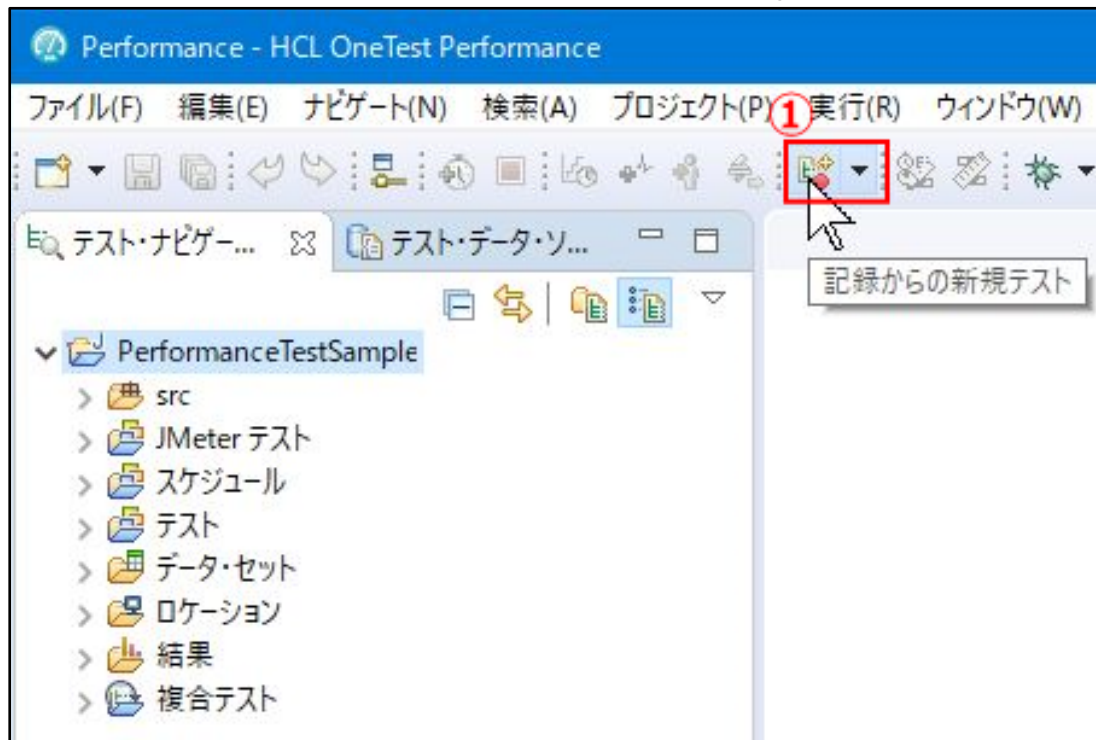 Performance - HCL OneTest Performance
ファイル(F) 編集(E) ナビゲート(N) 検索(A) プロジェクト(P) ① 実行(R) ウィンドウ(W)
テスト・ナビゲー... テスト・データ・ソ...
記録からの新規テスト
PerformanceTestSample
src
JMeter テスト
スケジュール
テスト
データ・セット
ロケーション
結果
複合テスト